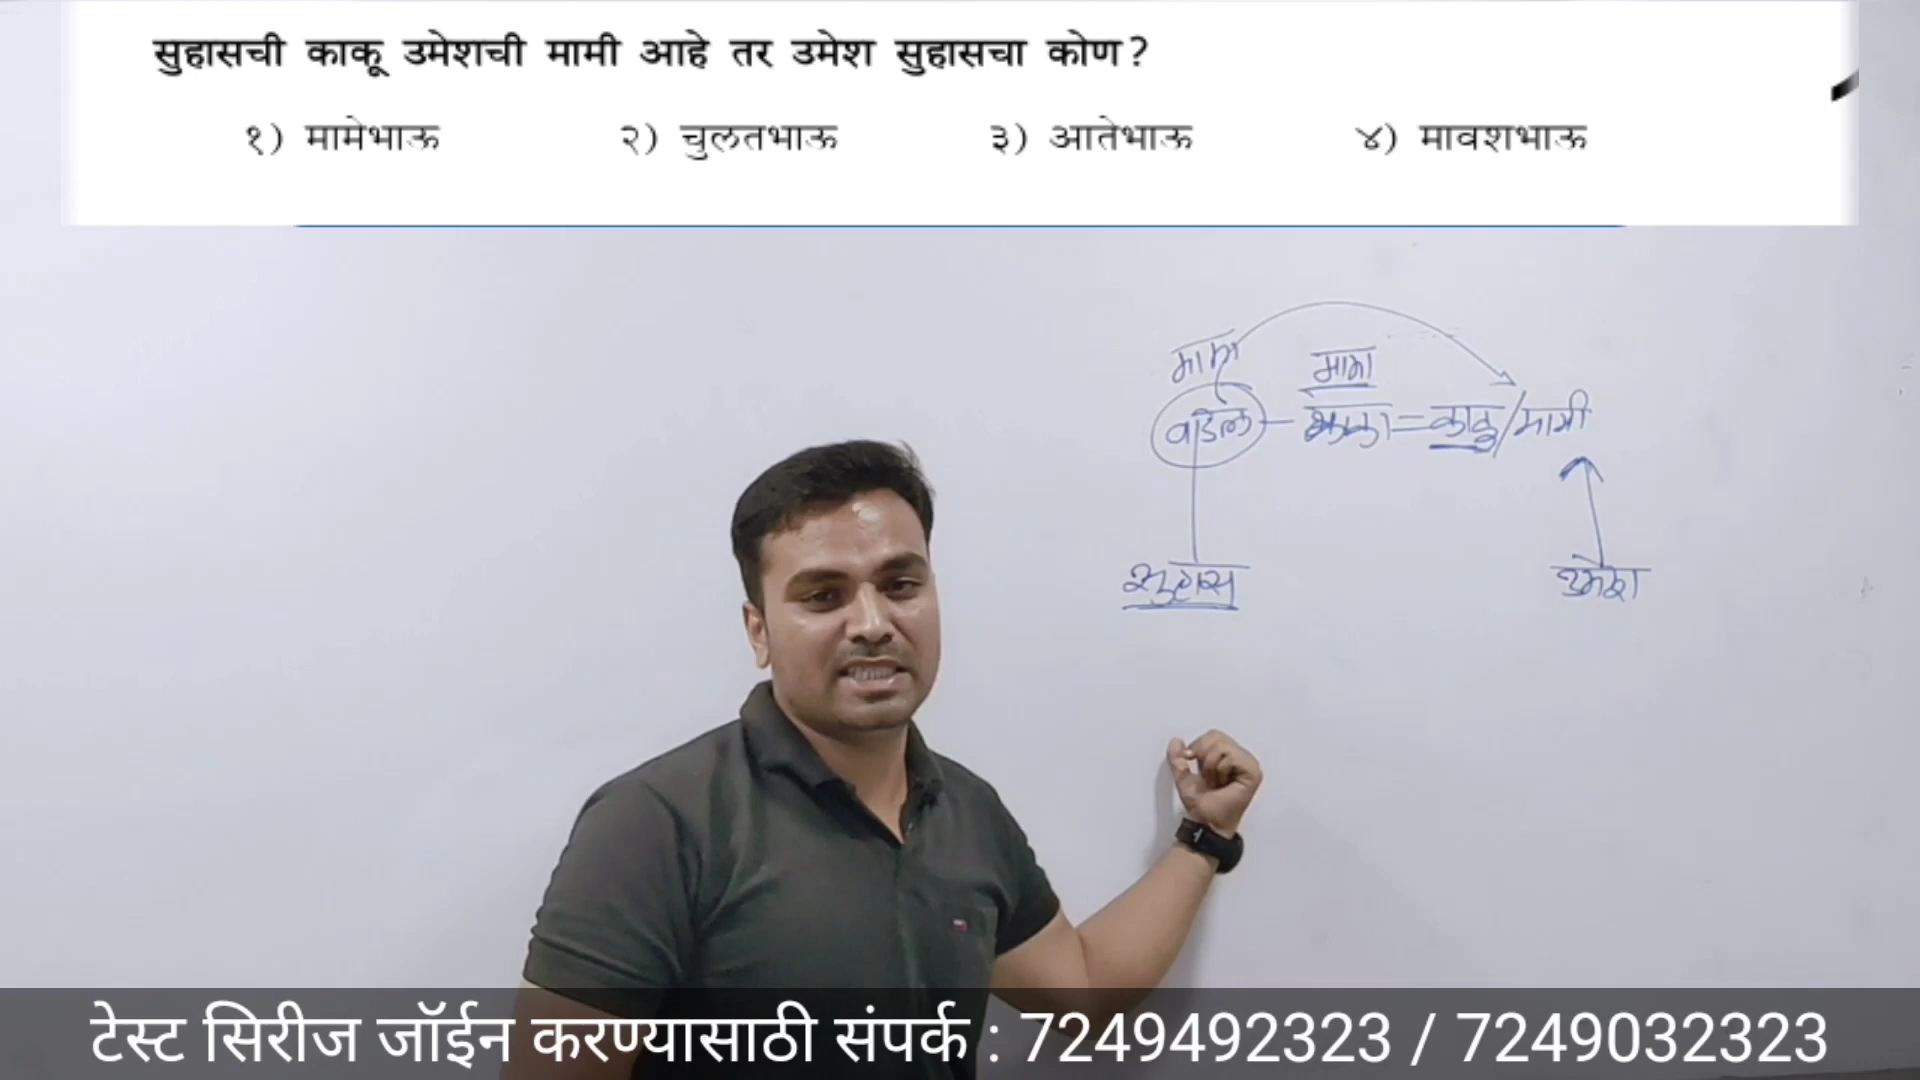 सुहासची काकू उमेशची मामी आहे तर उमेश सुहासचा कोण?
१) मामेभाऊ २) चुलतभाऊ ३) आतेभाऊ ४) मावशभाऊ
मामा मामा
वडिल – काका = काकू / मामी
सुहास उमेश
टेस्ट सिरीज जॉईन करण्यासाठी संपर्क : 7249492323 / 7249032323